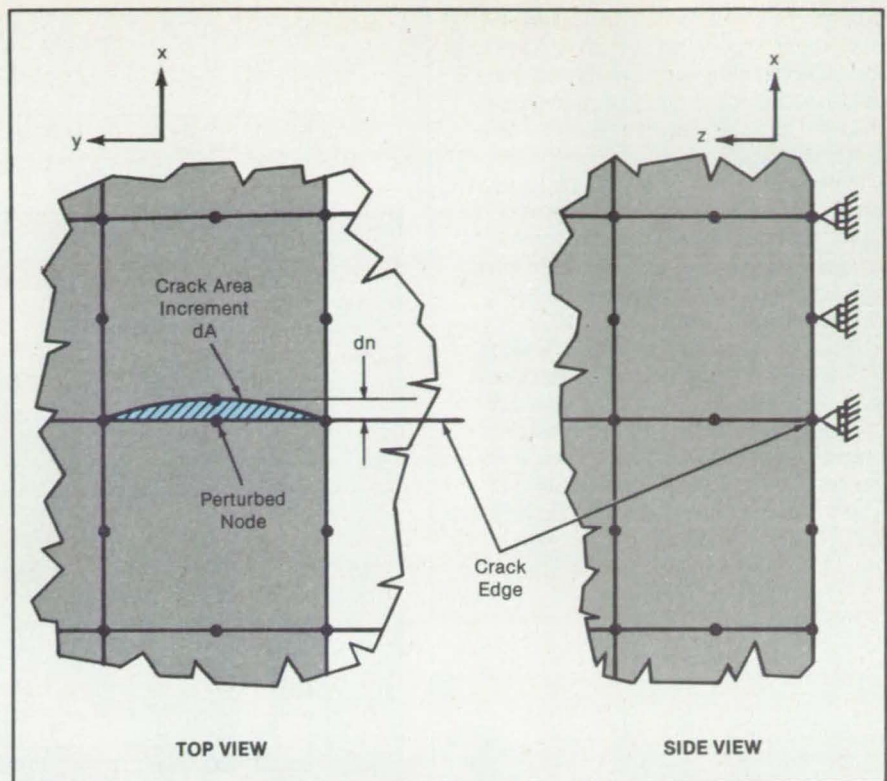 x
y
x
z
Crack Area
Increment
dA
dn
Perturbed
Node
Crack
Edge
TOP VIEW
SIDE VIEW